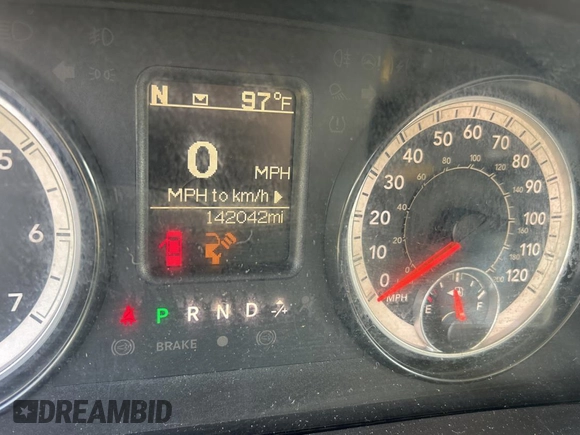 N 97°F
0 MPH
MPH to km/h
142042mi
P R N D -/+
BRAKE
5
6
7
0 10 20 30 40 50 60 70 80 90 100 110 120
MPH
E F
DREAMBID